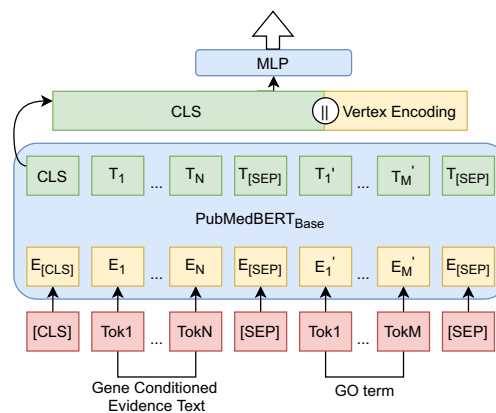 MLP
CLS || Vertex Encoding
CLS T1 ... TN T[SEP] T1' ... TM' T[SEP]
PubMedBERTBase
E[CLS] E1 ... EN E[SEP] E1' ... EM' E[SEP]
[CLS] Tok1 ... TokN [SEP] Tok1 ... TokM [SEP]
Gene Conditioned GO term
Evidence Text